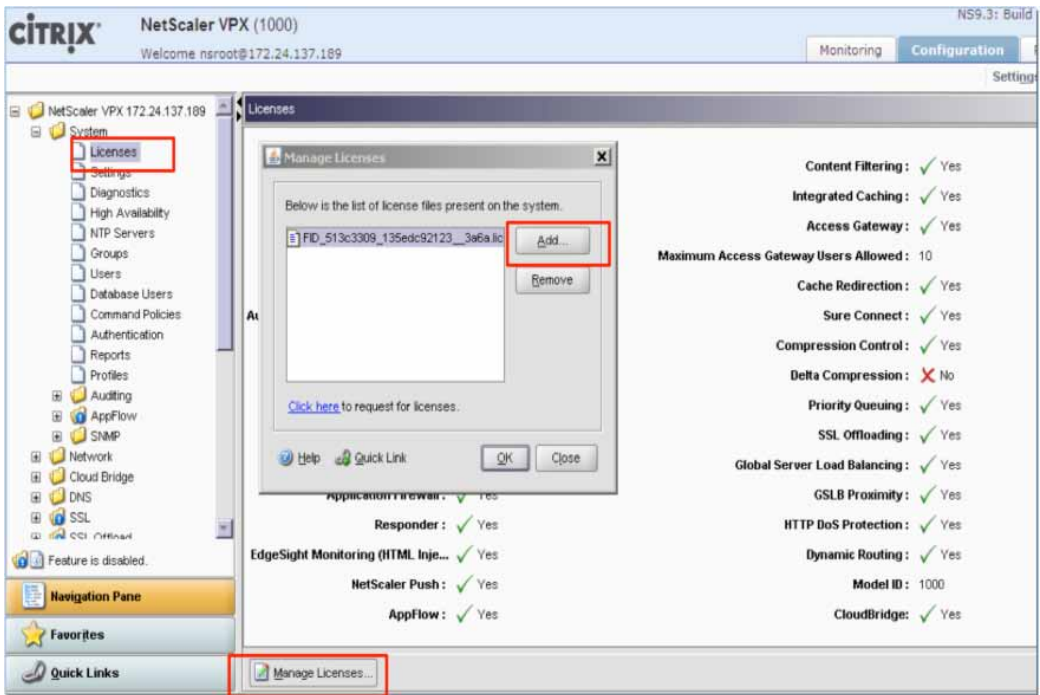 CITRIX NetScaler VPX (1000)
NS9.3: Build
Welcome nsroot@172.24.137.189
Monitoring Configuration
Settings
NetScaler VPX 172.24.137.189
System
Licenses
Settings
Diagnostics
High Availability
NTP Servers
Groups
Users
Database Users
Command Policies
Authentication
Reports
Profiles
Auditing
AppFlow
SNMP
Network
Cloud Bridge
DNS
SSL
SSL Offload
Feature is disabled.
Navigation Pane
Favorites
Quick Links
Licenses
Manage Licenses
Below is the list of license files present on the system.
FID_513c3309_135edc92123__3a6a.lic
Add...
Remove
Click here to request for licenses.
Help Quick Link OK Close
Application Firewall: Yes
Responder: Yes
EdgeSight Monitoring (HTML Inje... Yes
NetScaler Push: Yes
AppFlow: Yes
Content Filtering: Yes
Integrated Caching: Yes
Access Gateway: Yes
Maximum Access Gateway Users Allowed: 10
Cache Redirection: Yes
Sure Connect: Yes
Compression Control: Yes
Delta Compression: No
Priority Queuing: Yes
SSL Offloading: Yes
Global Server Load Balancing: Yes
GSLB Proximity: Yes
HTTP DoS Protection: Yes
Dynamic Routing: Yes
Model ID: 1000
CloudBridge: Yes
Manage Licenses...